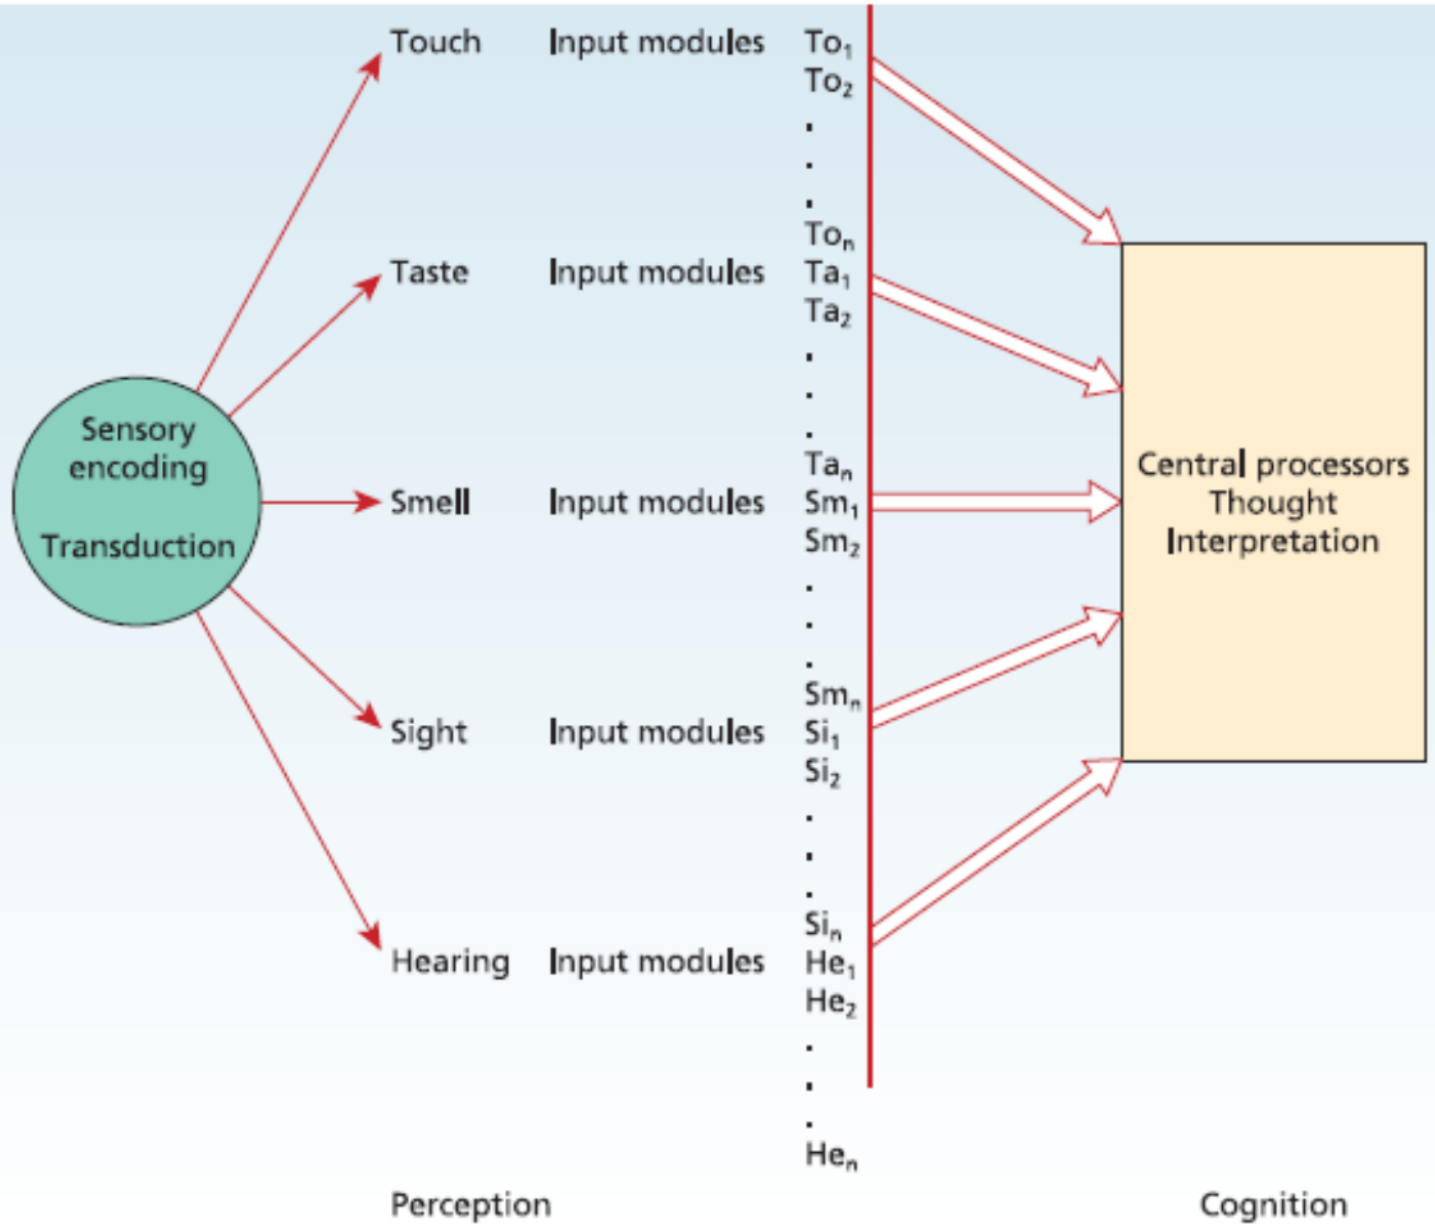 Touch Input modules To₁
To₂
.
.
.
Toₙ
Taste Input modules Ta₁
Ta₂
.
.
.
Taₙ
Sensory
encoding
Transduction
Smell Input modules Sm₁
Sm₂
.
.
.
Smₙ
Sight Input modules Si₁
Si₂
.
.
.
Siₙ
Hearing Input modules He₁
He₂
.
.
.
Heₙ
Central processors
Thought
Interpretation
Perception
Cognition